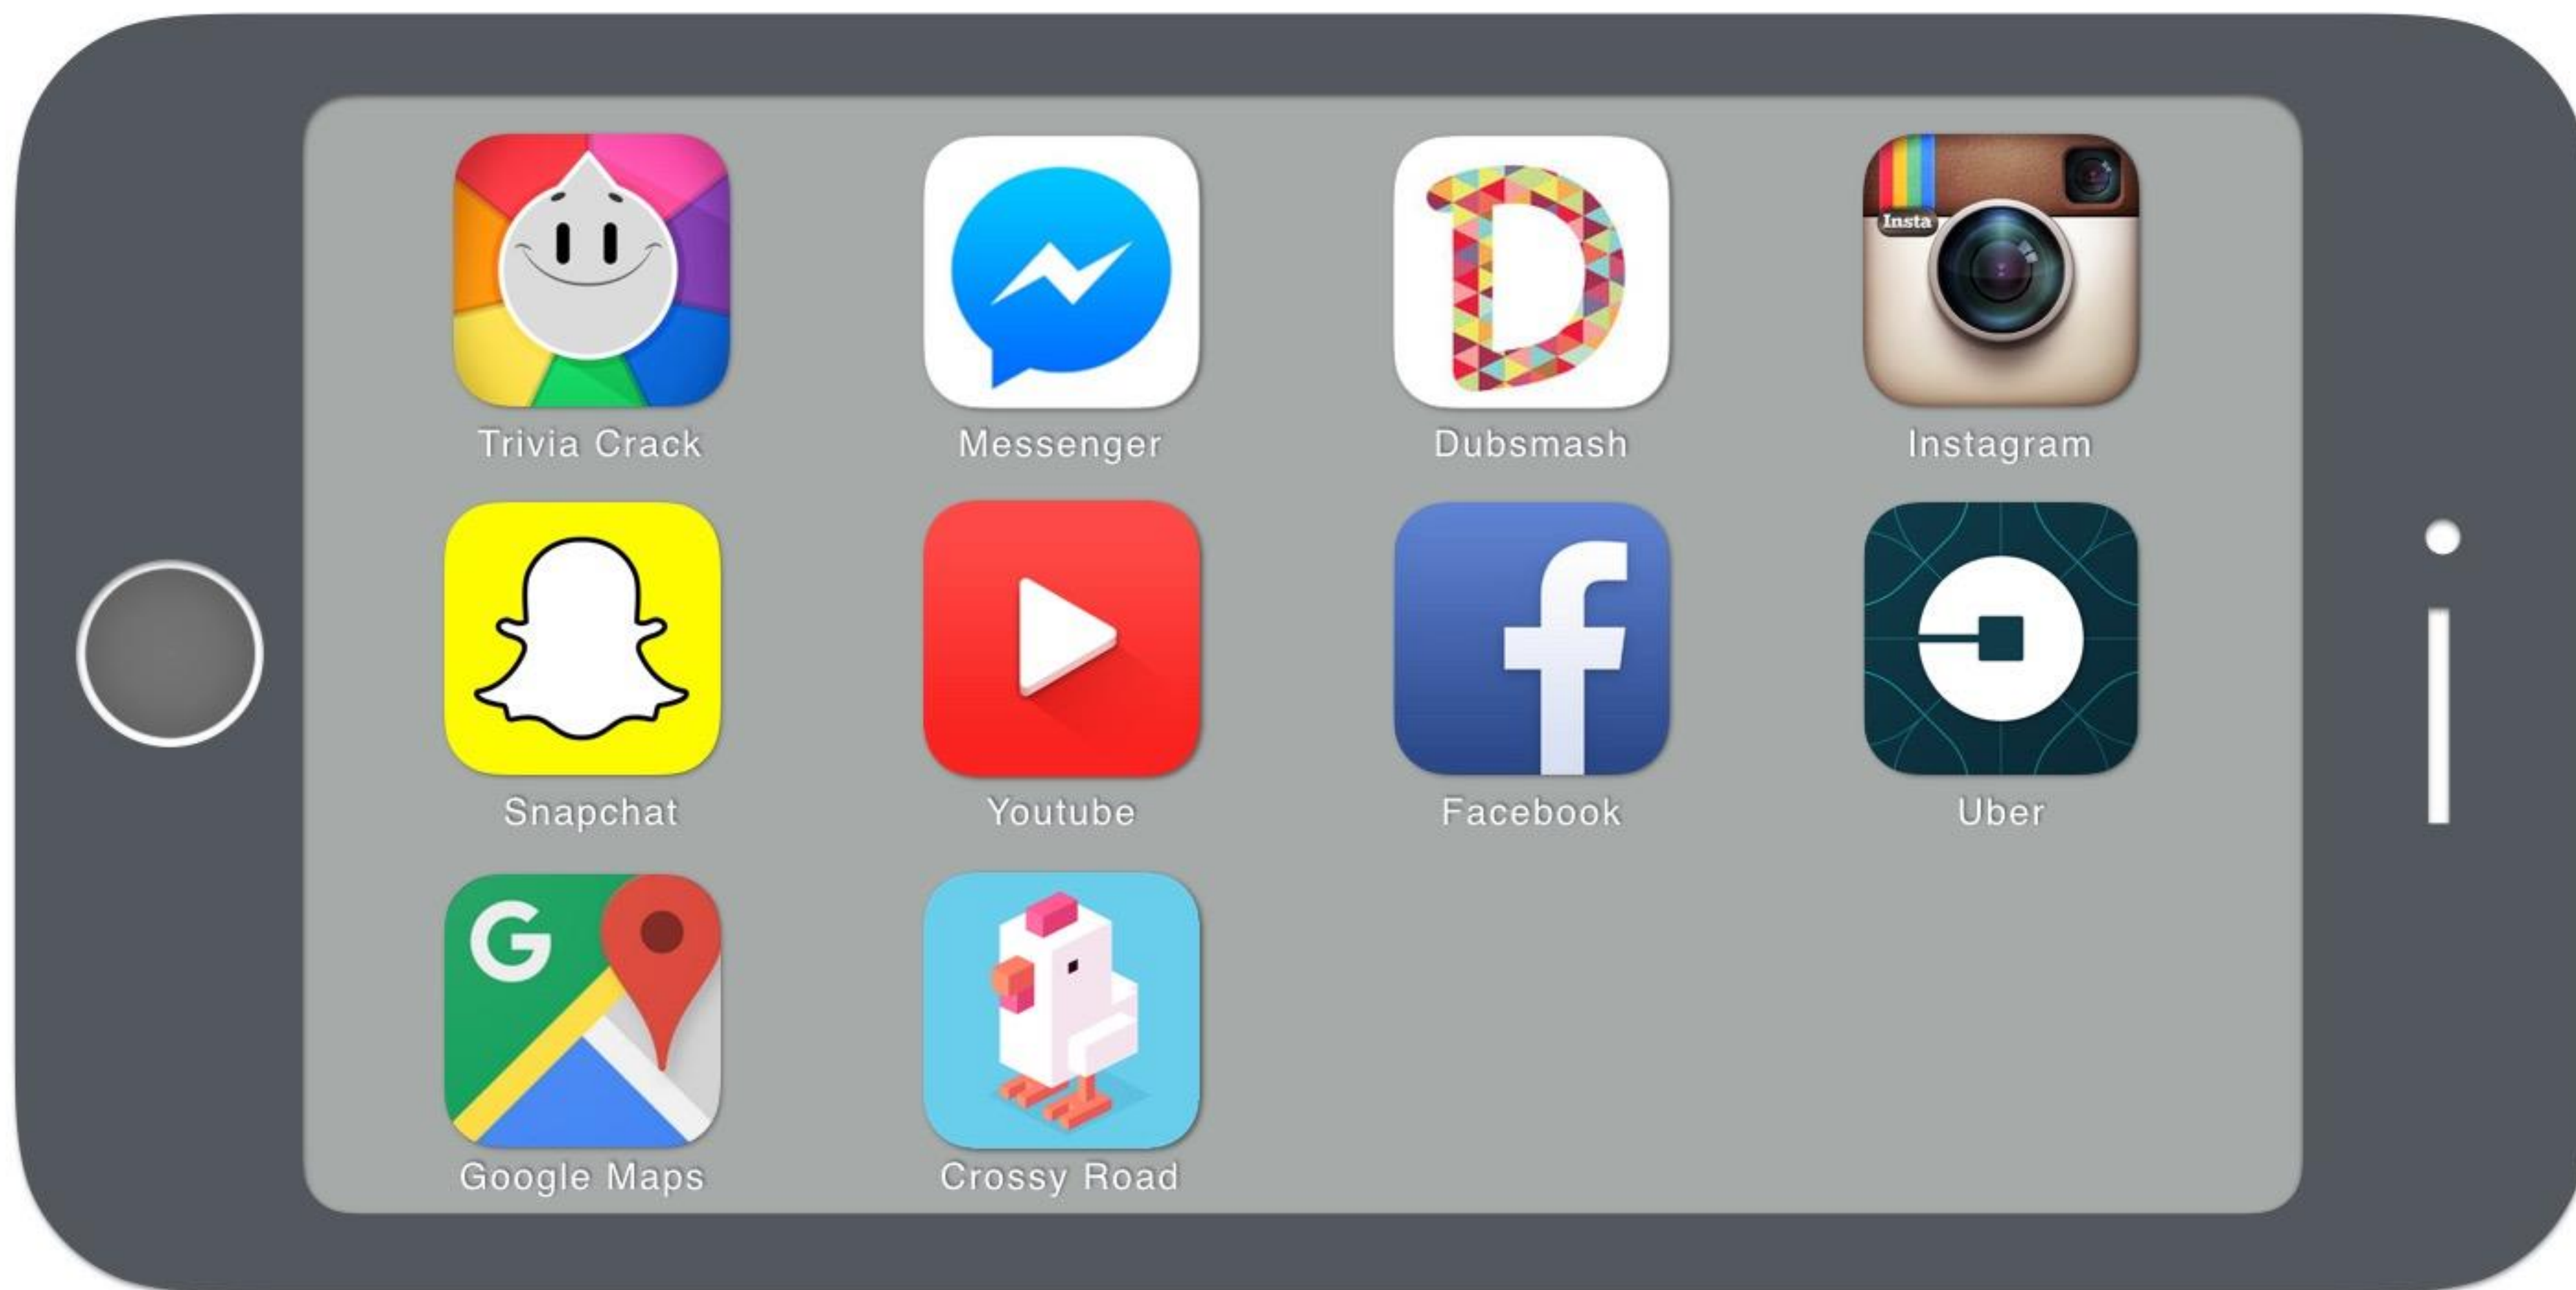 Insta
Trivia Crack
Messenger
Dubsmash
Instagram
Snapchat
Youtube
Facebook
Uber
G
Google Maps
Crossy Road